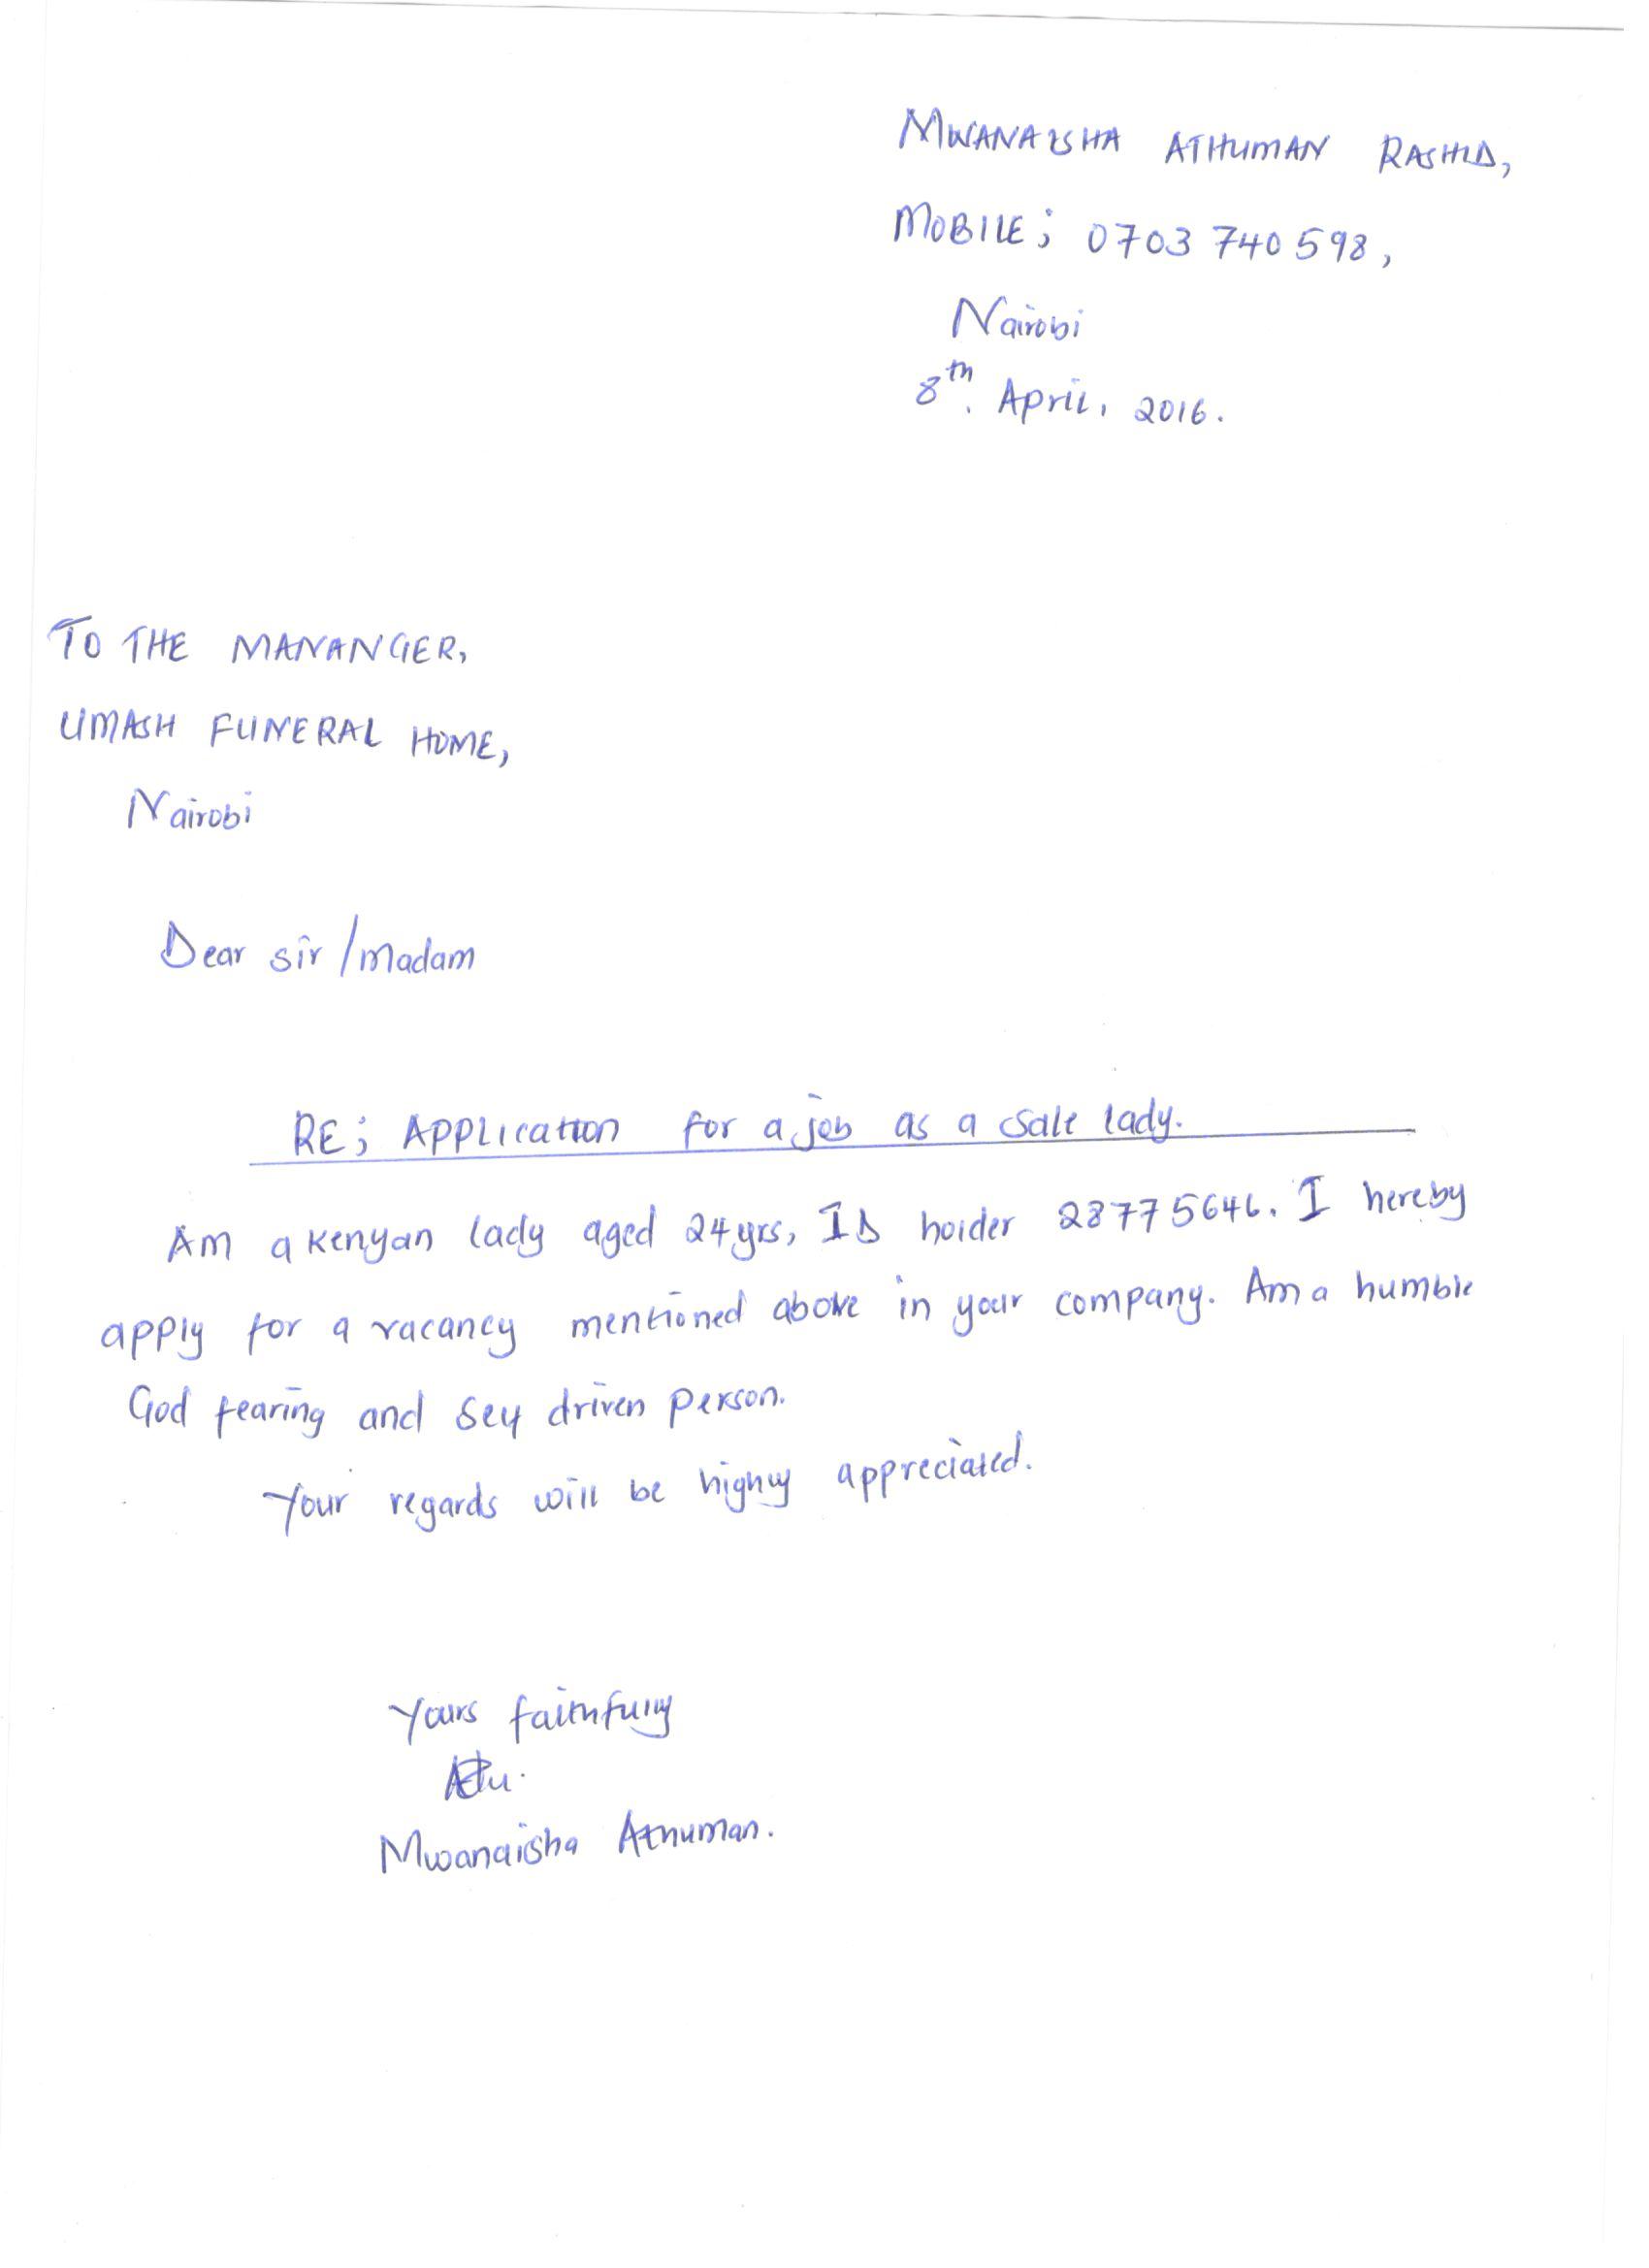 MWANAISHA ATHUMAN RASHID,
MOBILE; 0703 740 598,
Nairobi
8th. April, 2016.
TO THE MANANGER,
UMASH FUNERAL HOME,
Nairobi
Dear sir/madam
RE; APPLICATION for a job as a sale lady.
Am a Kenyan lady aged 24yrs, ID holder 28775646. I hereby
apply for a vacancy mentioned above in your company. Am a humble
God fearing and self driven person.
Your regards will be highly appreciated.
Yours faithfully
Mwanaisha Athuman.